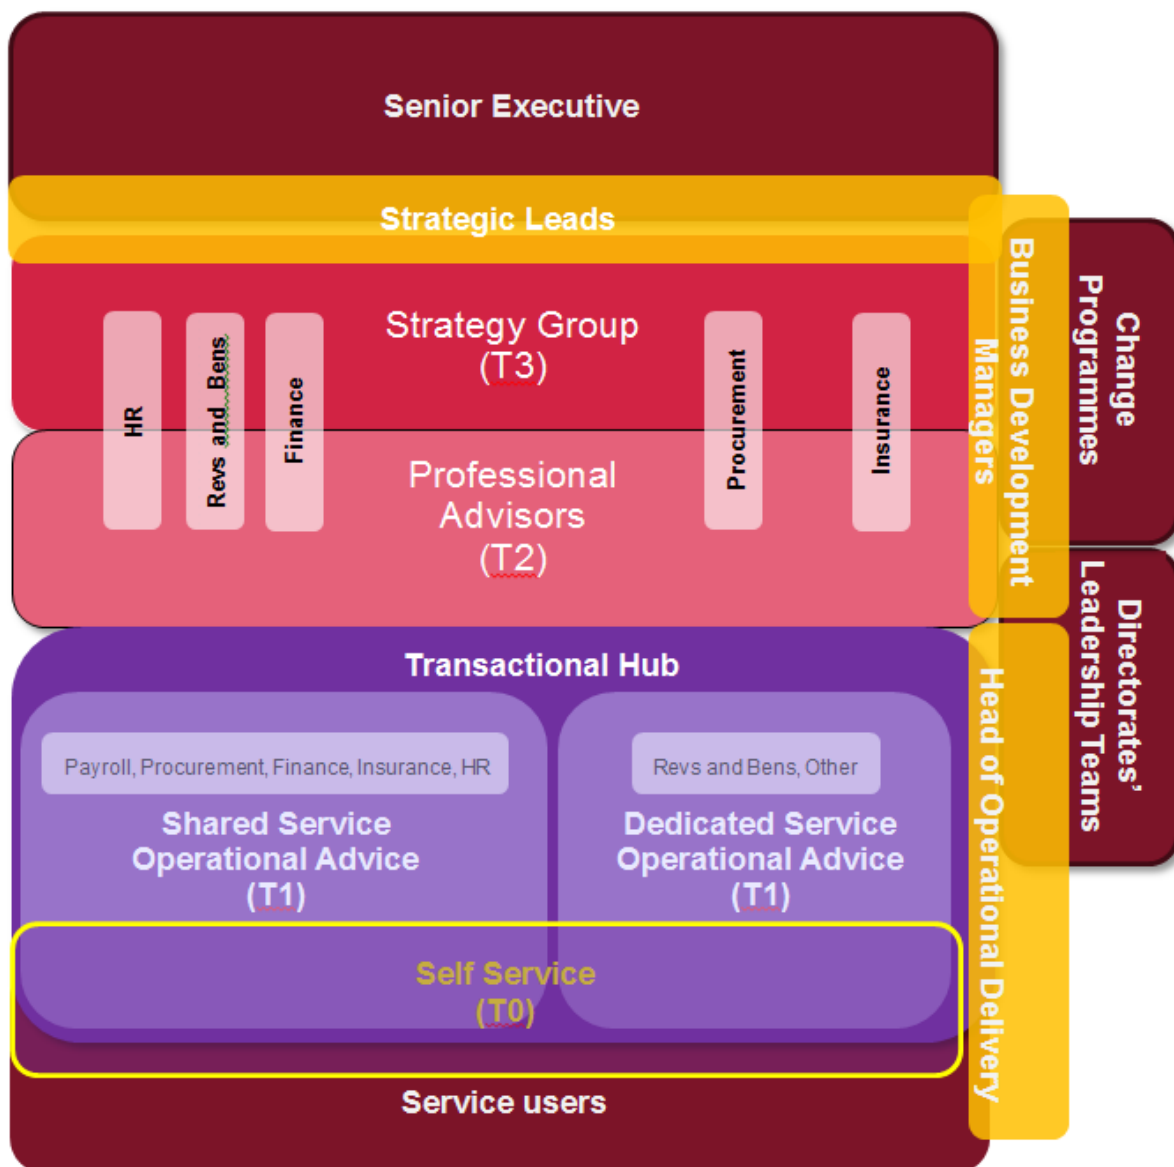 Senior Executive
Strategic Leads
Strategy Group
(T3)
HR
Revs and Bens
Finance
Procurement
Insurance
Professional
Advisors
(T2)
Business Development
Managers
Change
Programmes
Directorates’
Leadership Teams
Head of Operational Delivery
Transactional Hub
Payroll, Procurement, Finance, Insurance, HR
Shared Service
Operational Advice
(T1)
Revs and Bens, Other
Dedicated Service
Operational Advice
(T1)
Self Service
(T0)
Service users